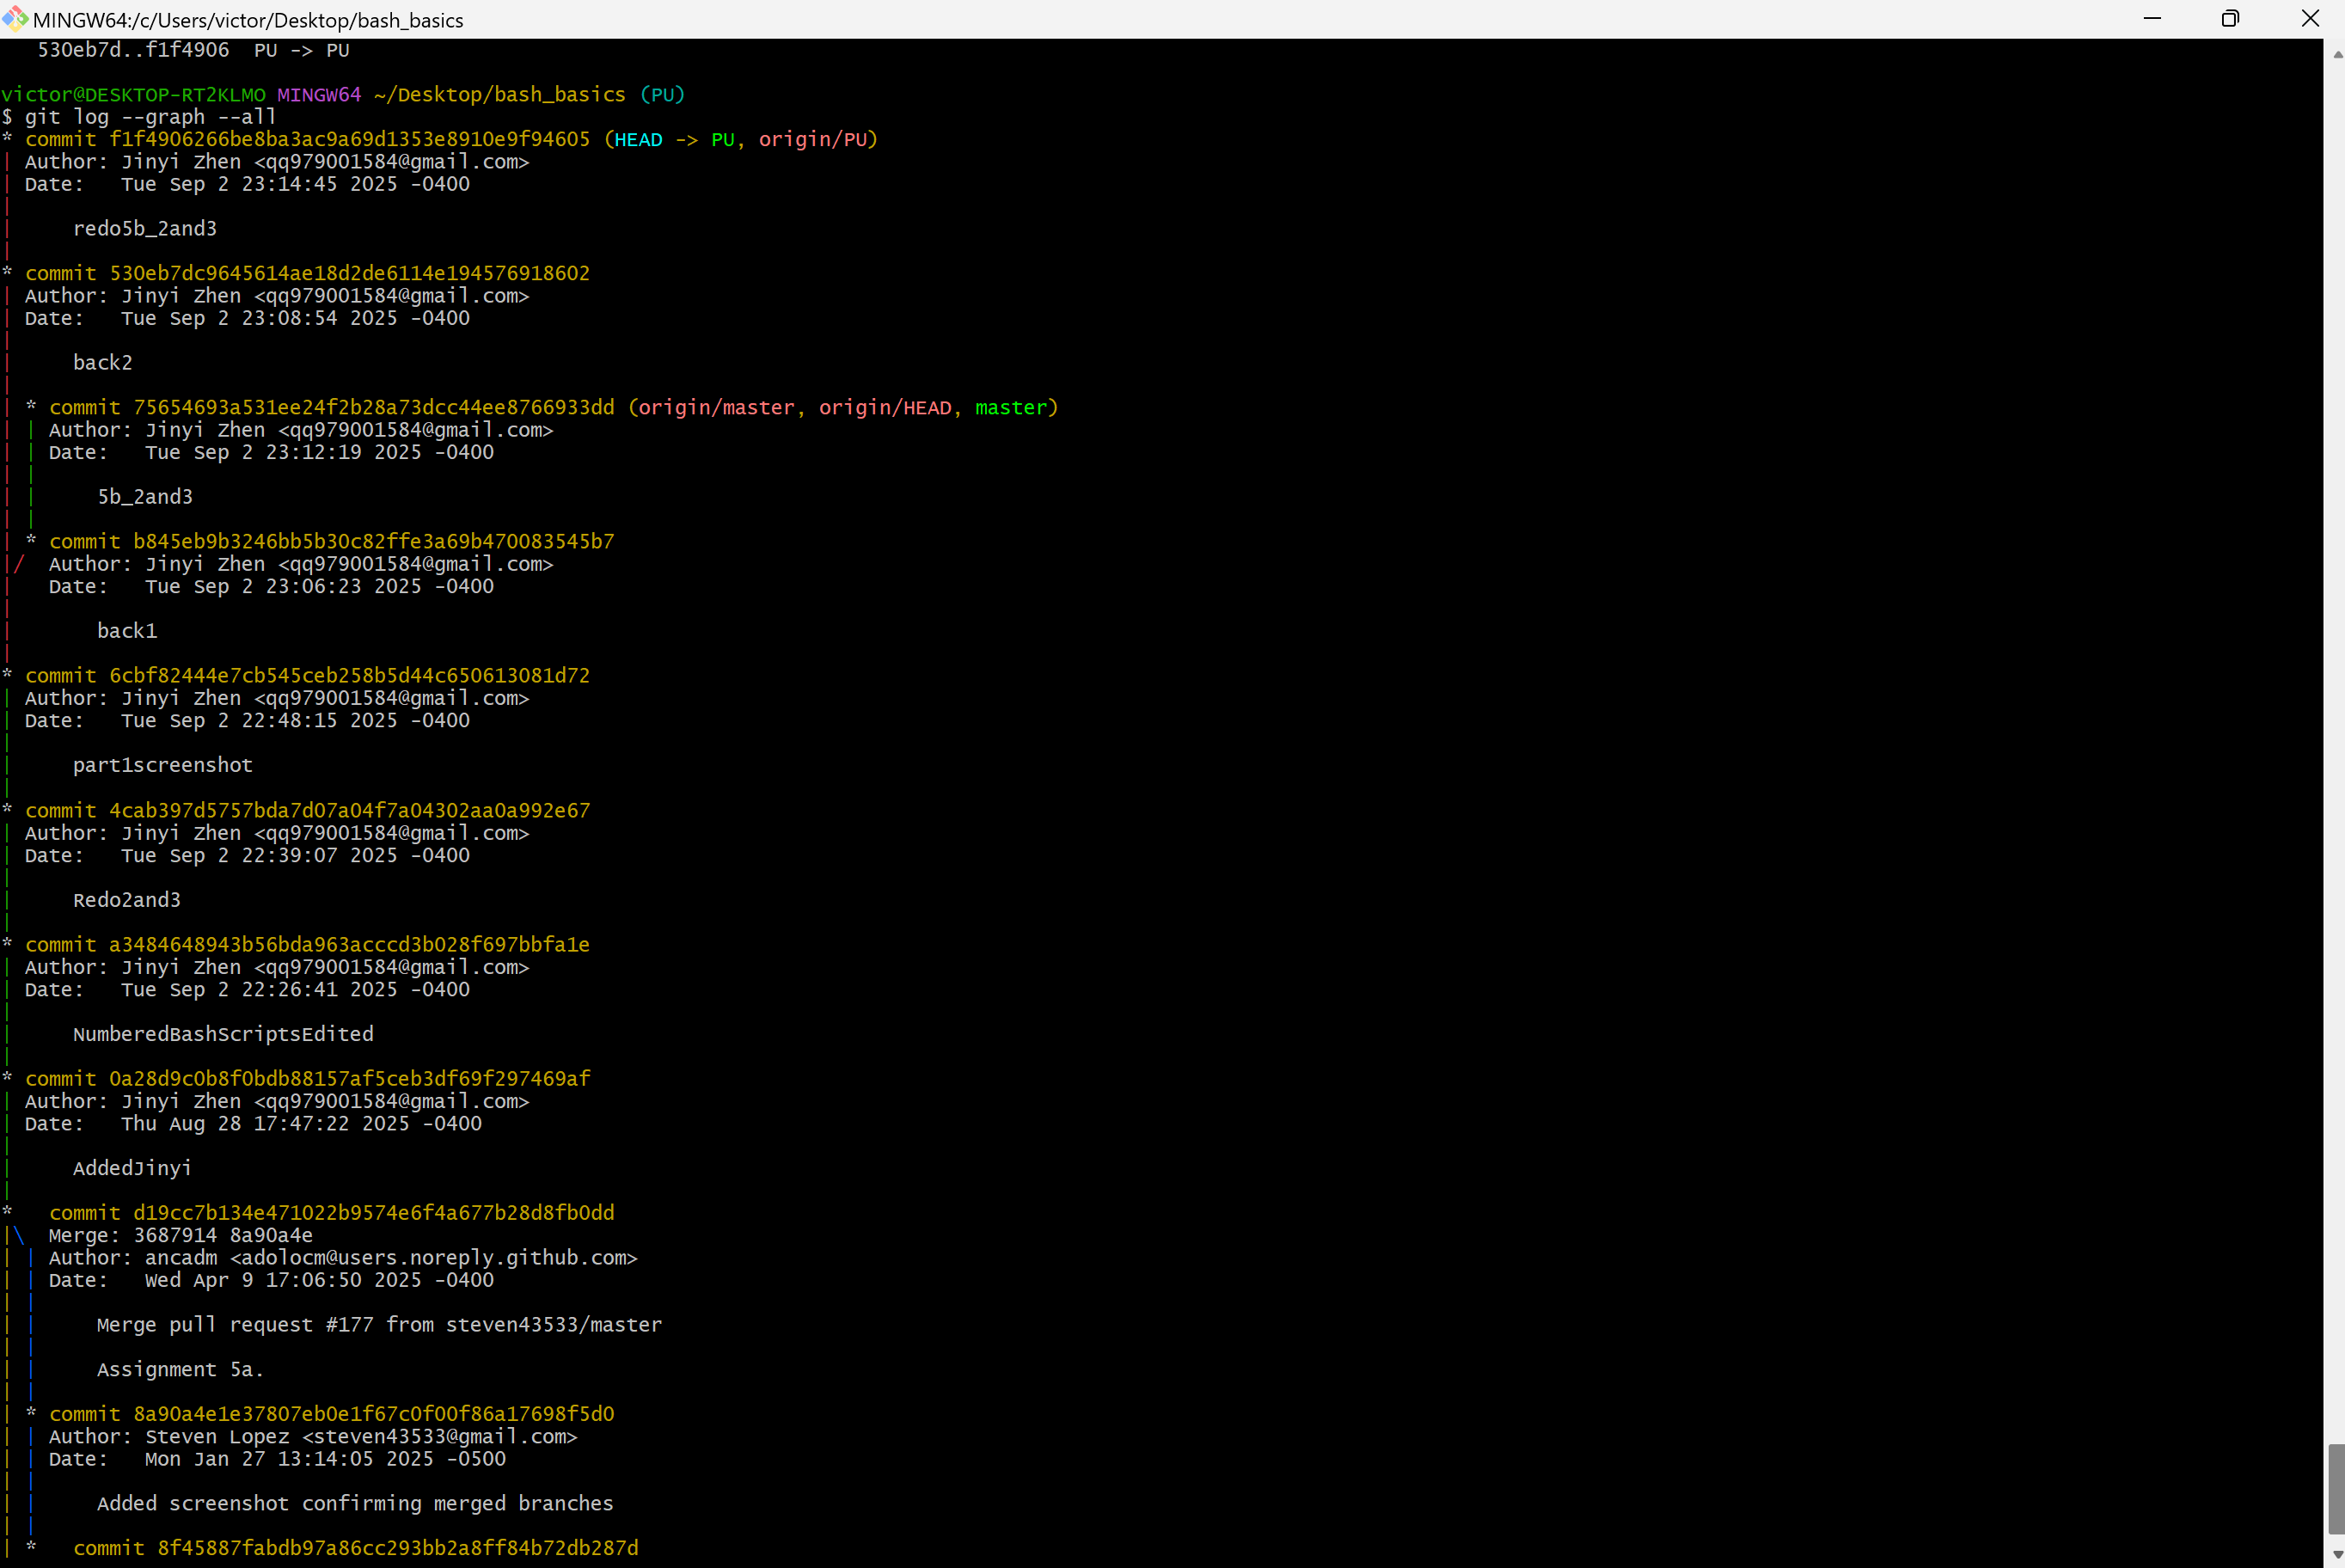 MINGW64:/c/Users/victor/Desktop/bash_basics
530eb7d..f1f4906  PU -> PU
victor@DESKTOP-RT2KLMO MINGW64 ~/Desktop/bash_basics (PU)
$ git log --graph --all
* commit f1f4906266be8ba3ac9a69d1353e8910e9f94605 (HEAD -> PU, origin/PU)
| Author: Jinyi Zhen <qq979001584@gmail.com>
| Date:   Tue Sep 2 23:14:45 2025 -0400
|
|     redo5b_2and3
|
* commit 530eb7dc9645614ae18d2de6114e194576918602
| Author: Jinyi Zhen <qq979001584@gmail.com>
| Date:   Tue Sep 2 23:08:54 2025 -0400
|
|     back2
|
| * commit 75654693a531ee24f2b28a73dcc44ee8766933dd (origin/master, origin/HEAD, master)
| | Author: Jinyi Zhen <qq979001584@gmail.com>
| | Date:   Tue Sep 2 23:12:19 2025 -0400
| |
| |     5b_2and3
| |
| * commit b845eb9b3246bb5b30c82ffe3a69b470083545b7
|/  Author: Jinyi Zhen <qq979001584@gmail.com>
|   Date:   Tue Sep 2 23:06:23 2025 -0400
|
|       back1
|
* commit 6cbf82444e7cb545ceb258b5d44c650613081d72
| Author: Jinyi Zhen <qq979001584@gmail.com>
| Date:   Tue Sep 2 22:48:15 2025 -0400
|
|     part1screenshot
|
* commit 4cab397d5757bda7d07a04f7a04302aa0a992e67
| Author: Jinyi Zhen <qq979001584@gmail.com>
| Date:   Tue Sep 2 22:39:07 2025 -0400
|
|     Redo2and3
|
* commit a3484648943b56bda963acccd3b028f697bbfa1e
| Author: Jinyi Zhen <qq979001584@gmail.com>
| Date:   Tue Sep 2 22:26:41 2025 -0400
|
|     NumberedBashScriptsEdited
|
* commit 0a28d9c0b8f0bdb88157af5ceb3df69f297469af
| Author: Jinyi Zhen <qq979001584@gmail.com>
| Date:   Thu Aug 28 17:47:22 2025 -0400
|
|     AddedJinyi
|
*   commit d19cc7b134e471022b9574e6f4a677b28d8fb0dd
|\  Merge: 3687914 8a90a4e
| | Author: ancadm <adolocm@users.noreply.github.com>
| | Date:   Wed Apr 9 17:06:50 2025 -0400
| |
| |     Merge pull request #177 from steven43533/master
| |
| |     Assignment 5a.
| |
| * commit 8a90a4e1e37807eb0e1f67c0f00f86a17698f5d0
| | Author: Steven Lopez <steven43533@gmail.com>
| | Date:   Mon Jan 27 13:14:05 2025 -0500
| |
| |     Added screenshot confirming merged branches
| |
| *   commit 8f45887fabdb97a86cc293bb2a8ff84b72db287d